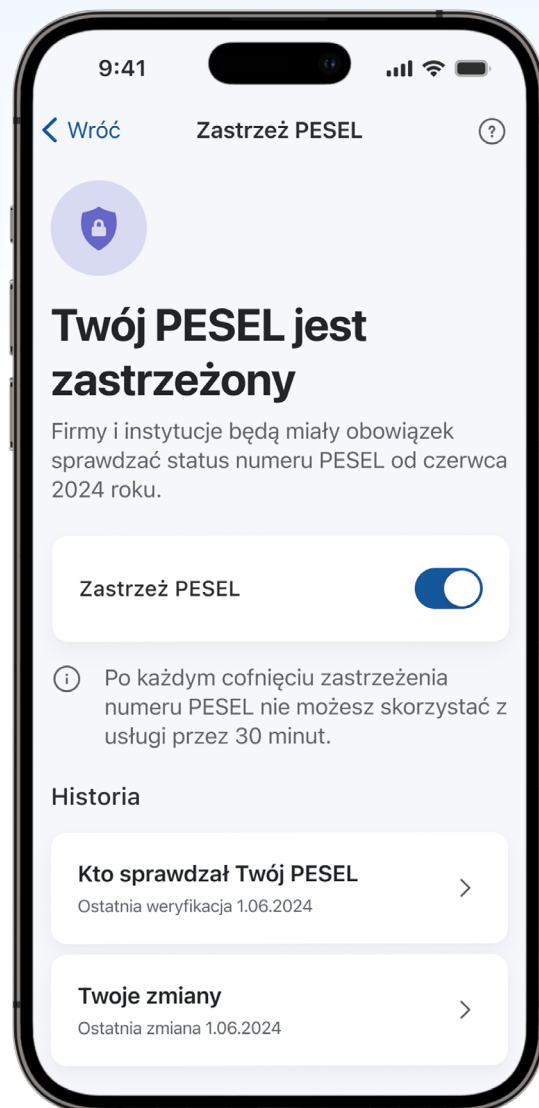 9:41
Wróć
Zastrzeż PESEL
?
Twój PESEL jest
zastrzeżony
Firmy i instytucje będą miały obowiązek
sprawdzać status numeru PESEL od czerwca
2024 roku.
Zastrzeż PESEL
i
Po każdym cofnięciu zastrzeżenia
numeru PESEL nie możesz skorzystać z
usługi przez 30 minut.
Historia
Kto sprawdzał Twój PESEL
Ostatnia weryfikacja 1.06.2024
Twoje zmiany
Ostatnia zmiana 1.06.2024